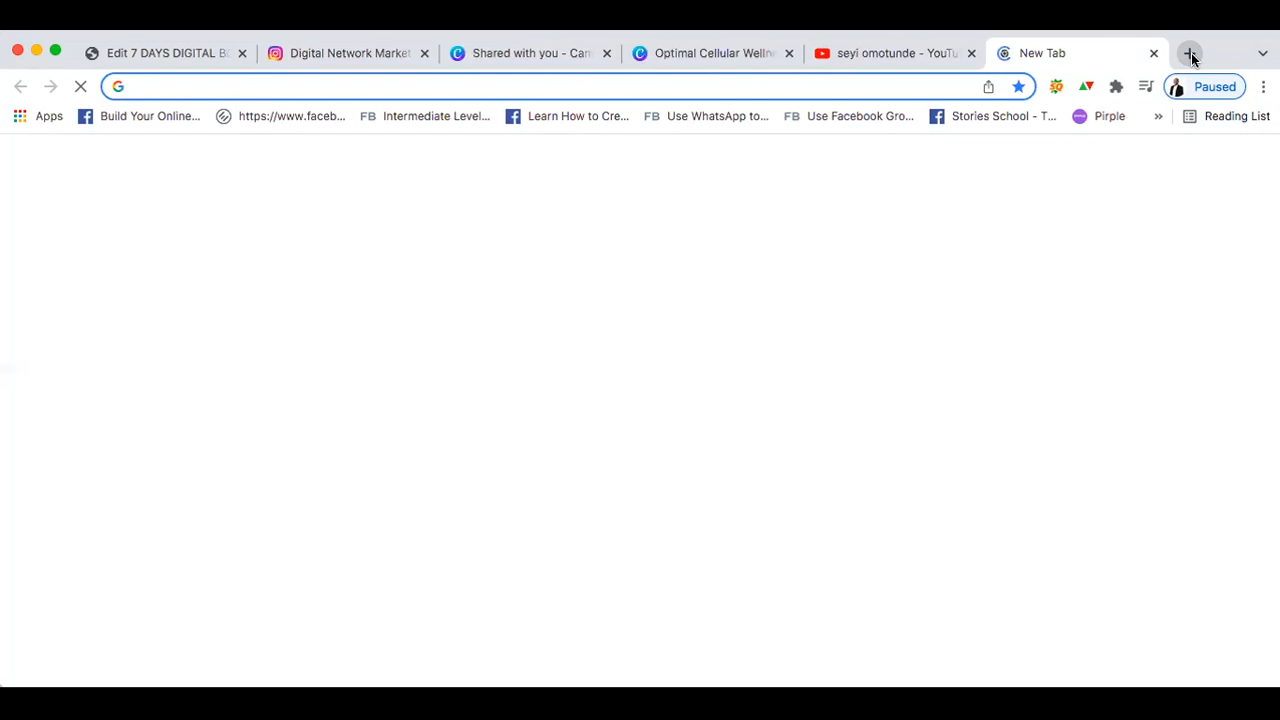 Edit 7 DAYS DIGITAL B
Digital Network Market
Shared with you - Can
Optimal Cellular Welln
seyi omotunde - YouTu
New Tab
Paused
Apps
Build Your Online...
https://www.faceb...
FB Intermediate Level...
Learn How to Cre...
FB Use WhatsApp to...
FB Use Facebook Gro...
Stories School - T...
Pirple
»
Reading List